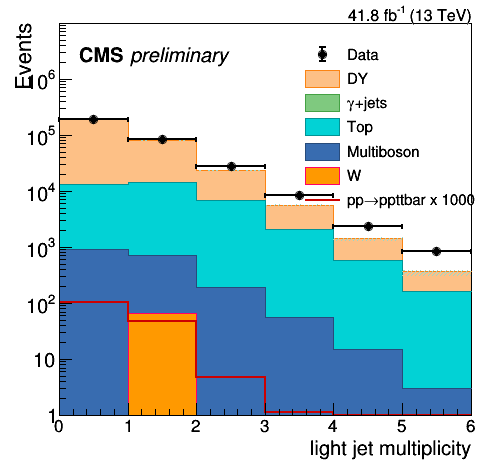 41.8 fb⁻¹ (13 TeV)
Events
CMS preliminary
Data
DY
γ+jets
Top
Multiboson
W
pp→ppttbar x 1000
10⁶
10⁵
10⁴
10³
10²
10
1
0 1 2 3 4 5 6
light jet multiplicity